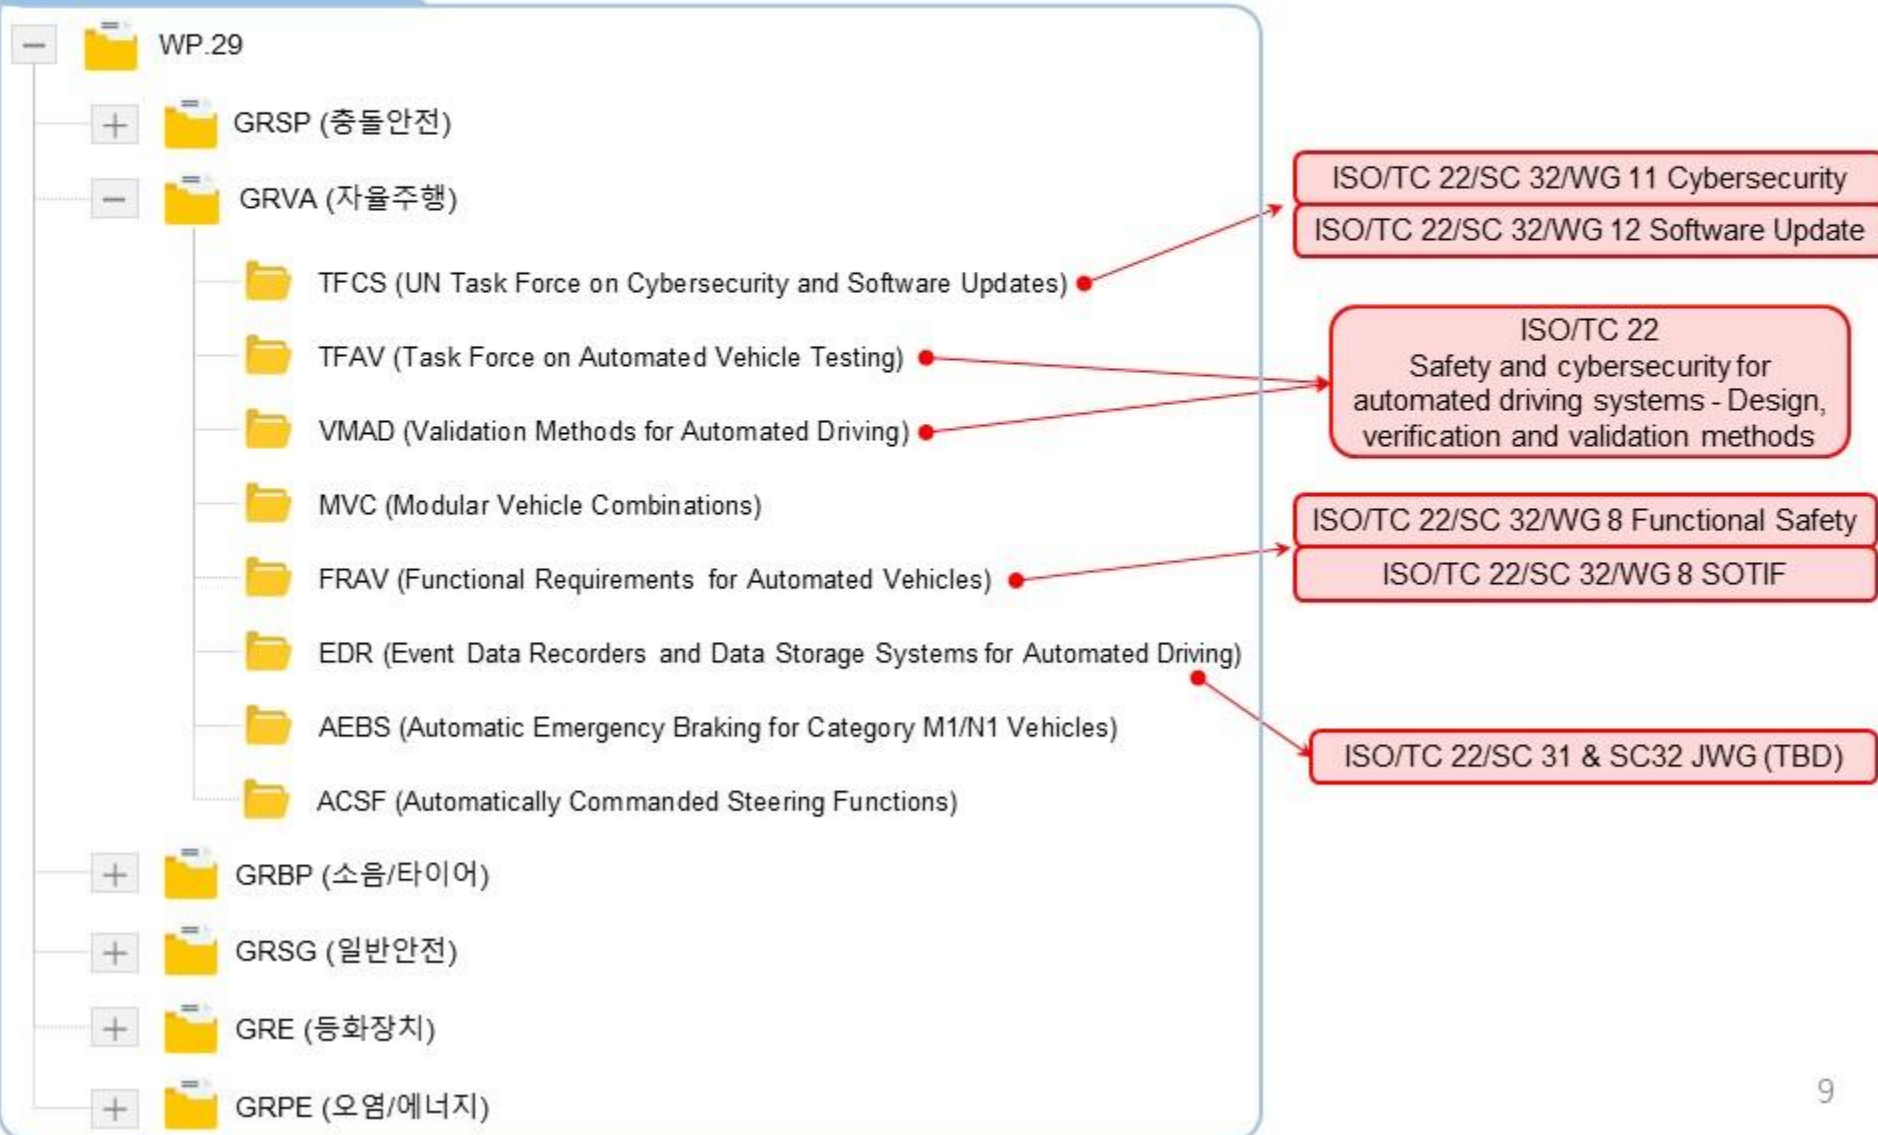 WP.29
GRSP (충돌안전)
GRVA (자율주행)
TFCS (UN Task Force on Cybersecurity and Software Updates)
TFAV (Task Force on Automated Vehicle Testing)
VMAD (Validation Methods for Automated Driving)
MVC (Modular Vehicle Combinations)
FRAV (Functional Requirements for Automated Vehicles)
EDR (Event Data Recorders and Data Storage Systems for Automated Driving)
AEBS (Automatic Emergency Braking for Category M1/N1 Vehicles)
ACSF (Automatically Commanded Steering Functions)
GRBP (소음/타이어)
GRSG (일반안전)
GRE (등화장치)
GRPE (오염/에너지)
ISO/TC 22/SC 32/WG 11 Cybersecurity
ISO/TC 22/SC 32/WG 12 Software Update
ISO/TC 22
Safety and cybersecurity for
automated driving systems - Design,
verification and validation methods
ISO/TC 22/SC 32/WG 8 Functional Safety
ISO/TC 22/SC 32/WG 8 SOTIF
ISO/TC 22/SC 31 & SC32 JWG (TBD)
9